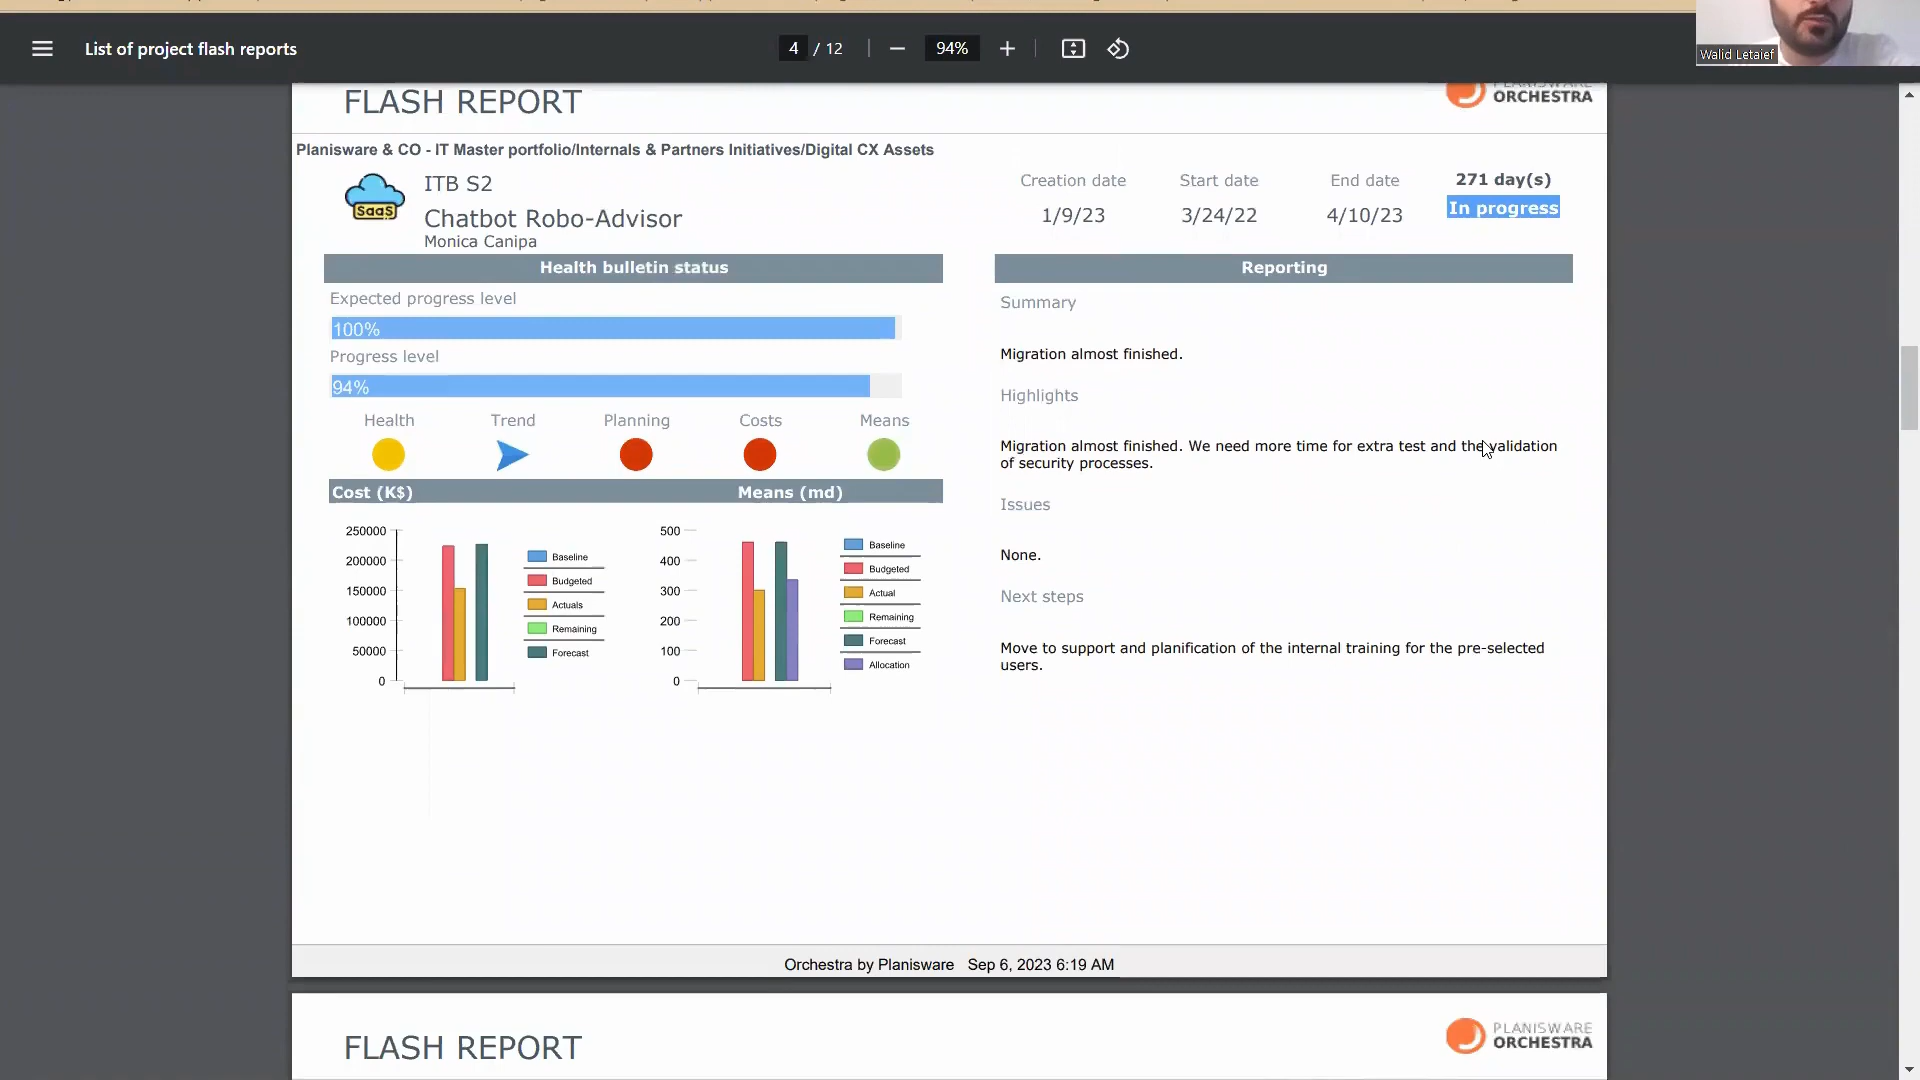 List of project flash reports
4 / 12
94%
Walid Letaief
FLASH REPORT
ORCHESTRA
Planisware & CO - IT Master portfolio/Internals & Partners Initiatives/Digital CX Assets
SaaS
ITB S2
Chatbot Robo-Advisor
Monica Canipa
Creation date
1/9/23
Start date
3/24/22
End date
4/10/23
271 day(s)
In progress
Health bulletin status
Expected progress level
100%
Progress level
94%
Health Trend Planning Costs Means
Cost (K$) Means (md)
250000
200000
150000
100000
50000
0
Baseline
Budgeted
Actuals
Remaining
Forecast
500
400
300
200
100
0
Baseline
Budgeted
Actual
Remaining
Forecast
Allocation
Reporting
Summary
Migration almost finished.
Highlights
Migration almost finished. We need more time for extra test and the validation
of security processes.
Issues
None.
Next steps
Move to support and planification of the internal training for the pre-selected
users.
Orchestra by Planisware Sep 6, 2023 6:19 AM
FLASH REPORT
PLANISWARE
ORCHESTRA